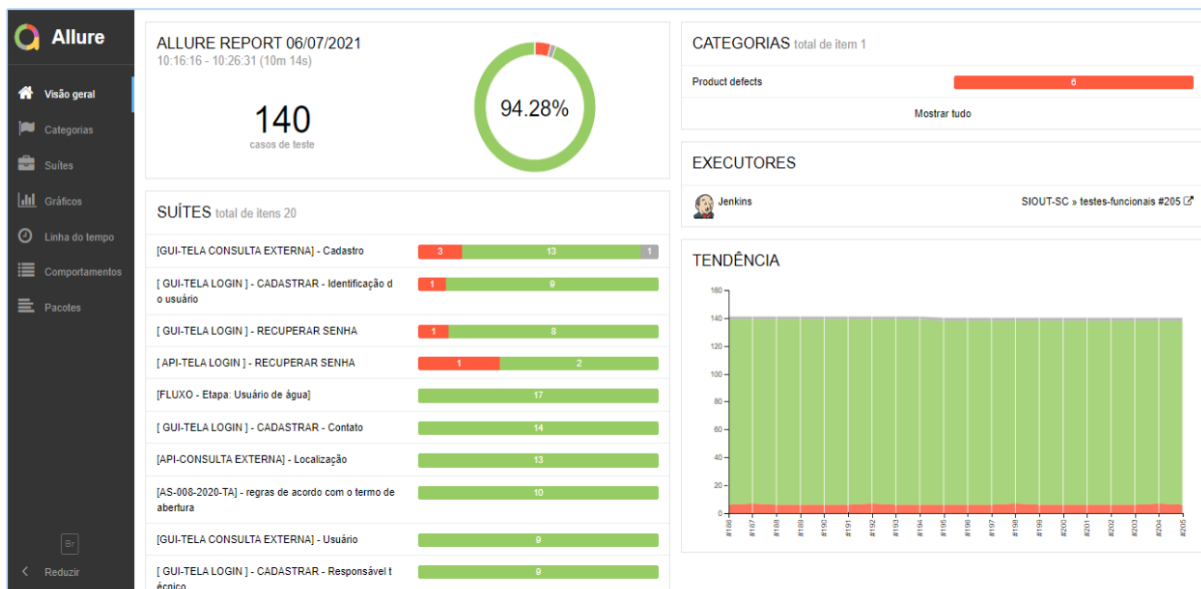 Allure
Visão geral
Categorias
Suítes
Gráficos
Linha do tempo
Comportamentos
Pacotes
Br
Reduzir
ALLURE REPORT 06/07/2021
10:16:16 - 10:26:31 (10m 14s)
140
casos de teste
94.28%
SUÍTES total de itens 20
[GUI-TELA CONSULTA EXTERNA] - Cadastro
3 13 1
[ GUI-TELA LOGIN ] - CADASTRAR - Identificação d
o usuário
1 9
[ GUI-TELA LOGIN ] - RECUPERAR SENHA
1 8
[ API-TELA LOGIN ] - RECUPERAR SENHA
1 2
[FLUXO - Etapa: Usuário de água]
17
[ GUI-TELA LOGIN ] - CADASTRAR - Contato
14
[API-CONSULTA EXTERNA] - Localização
13
[AS-008-2020-TA] - regras de acordo com o termo de
abertura
10
[GUI-TELA CONSULTA EXTERNA] - Usuário
9
[ GUI-TELA LOGIN ] - CADASTRAR - Responsável t
écnico
9
CATEGORIAS total de item 1
Product defects
6
Mostrar tudo
EXECUTORES
Jenkins
SIOUT-SC » testes-funcionais #205
TENDÊNCIA
160
140
120
100
80
60
40
20
0
#186 #187 #188 #189 #190 #191 #192 #193 #194 #195 #196 #197 #198 #199 #200 #201 #202 #203 #204 #205